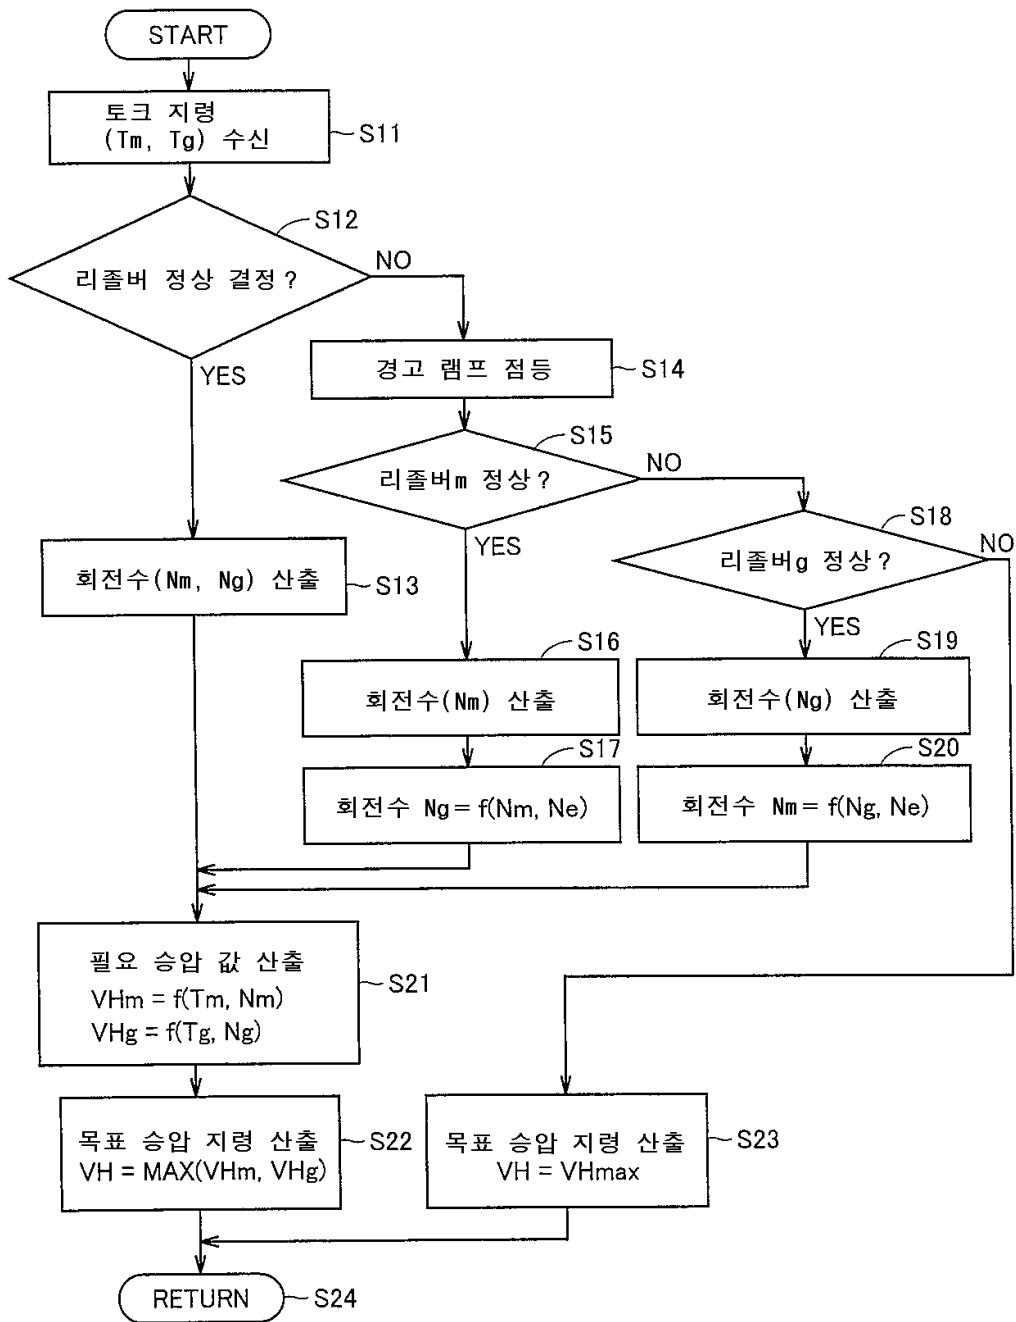 START
토크 지령
(Tm, Tg) 수신
S11
S12
리졸버 정상 결정?
NO
YES
경고 램프 점등
S14
S15
리졸버m 정상?
NO
YES
S18
리졸버g 정상?
NO
YES
회전수(Nm, Ng) 산출
S13
S16
회전수(Nm) 산출
S19
회전수(Ng) 산출
S17
회전수 Ng = f(Nm, Ne)
S20
회전수 Nm = f(Ng, Ne)
필요 승압 값 산출
VHm = f(Tm, Nm)
VHg = f(Tg, Ng)
S21
목표 승압 지령 산출
VH = MAX(VHm, VHg)
S22
목표 승압 지령 산출
VH = VHmax
S23
RETURN
S24